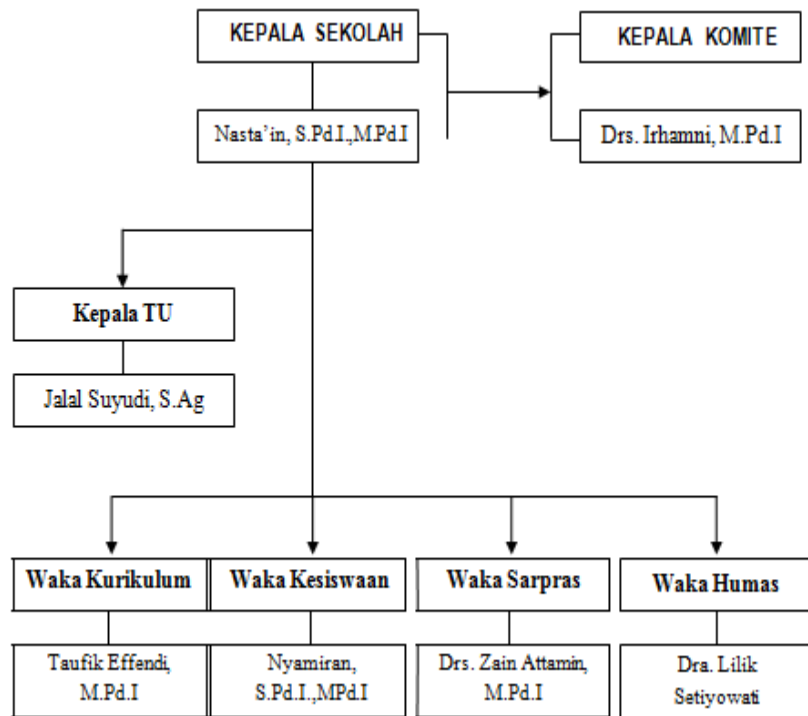 KEPALA SEKOLAH
KEPALA KOMITE
Nasta’in, S.Pd.I.,M.Pd.I
Drs. Irhamni, M.Pd.I
Kepala TU
Jalal Suyudi, S.Ag
Waka Kurikulum
Waka Kesiswaan
Waka Sarpras
Waka Humas
Taufik Effendi,
M.Pd.I
Nyamiran,
S.Pd.I.,MPd.I
Drs. Zain Attamin,
M.Pd.I
Dra. Lilik
Setiyowati